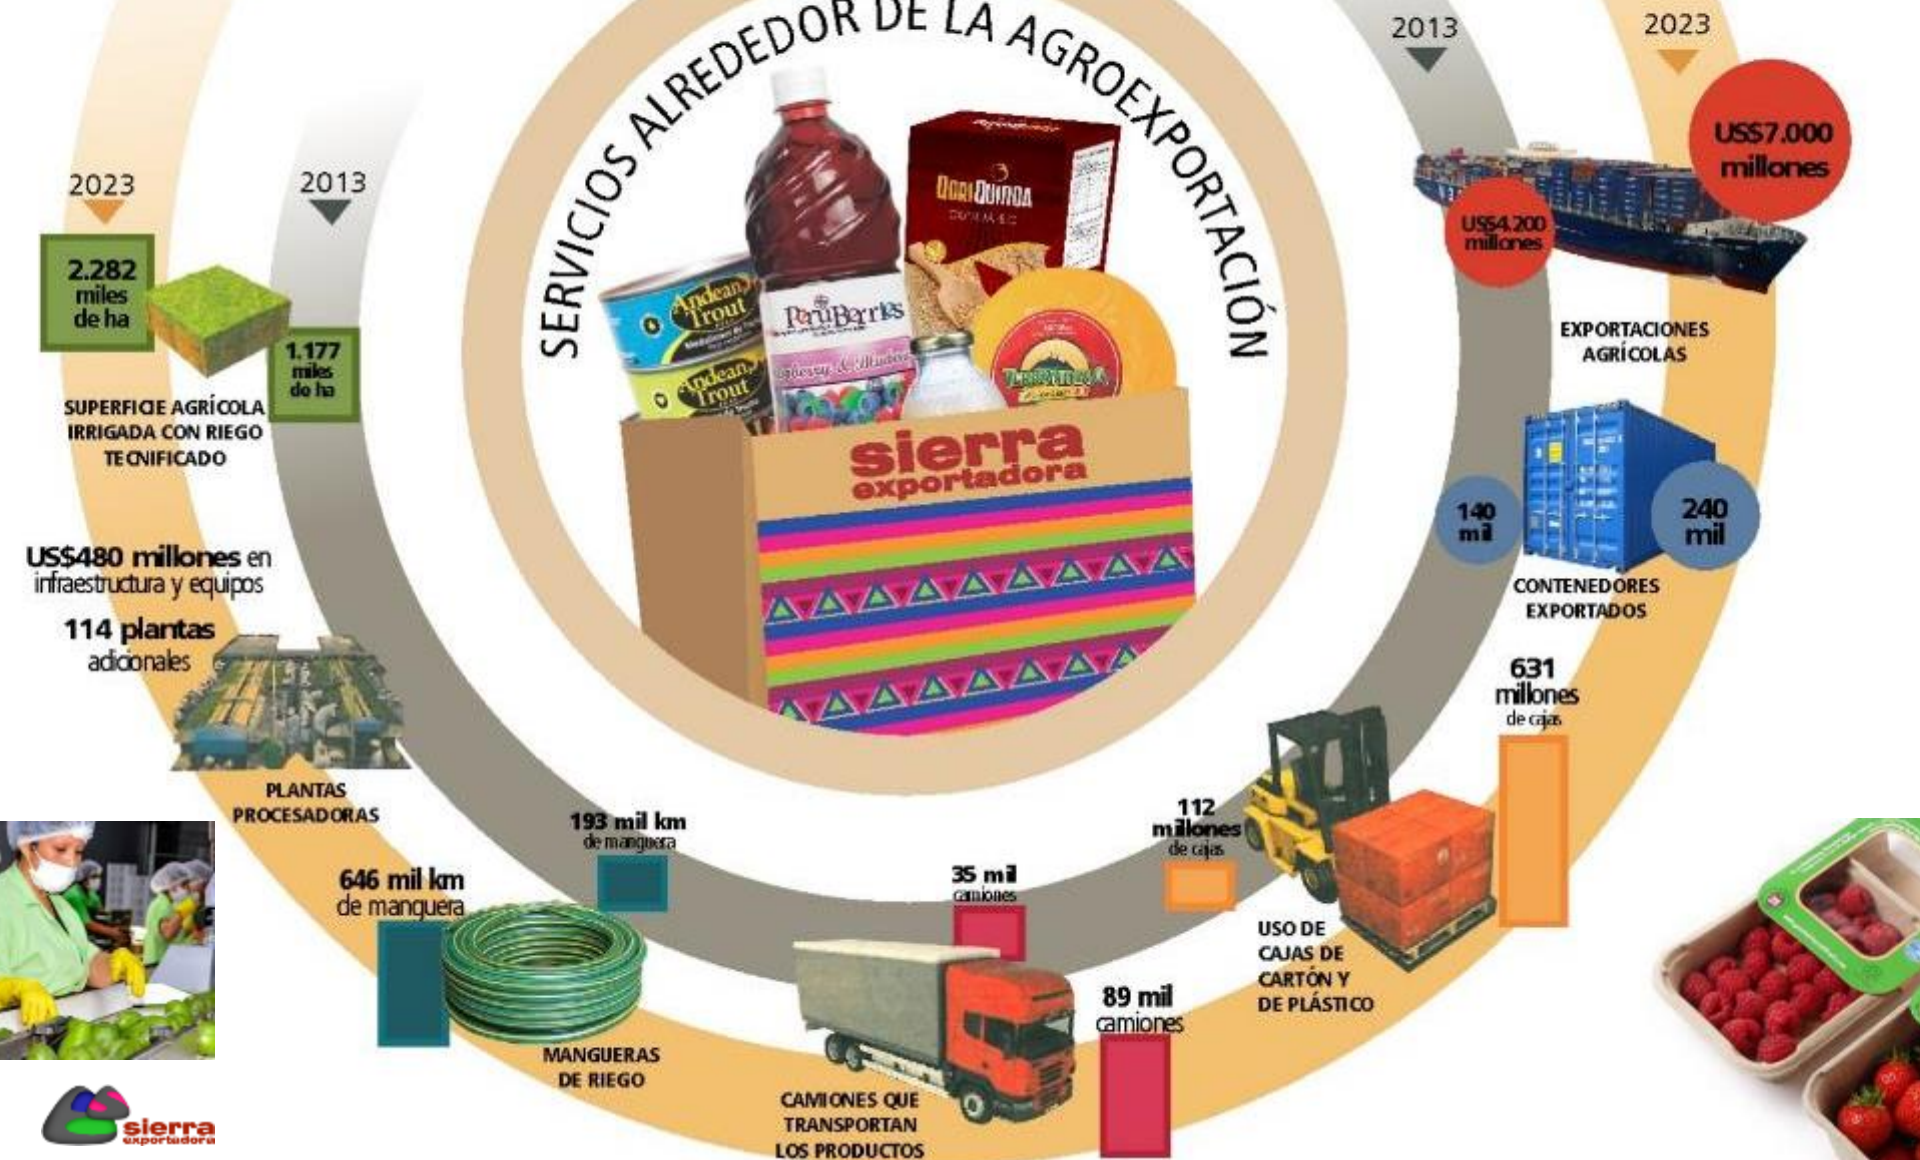 SERVICIOS ALREDEDOR DE LA AGROEXPORTACIÓN
2023
2013
2.282
miles
de ha
1.177
miles
de ha
SUPERFICIE AGRÍCOLA
IRRIGADA CON RIEGO
TECNIFICADO
US$480 millones en
infraestructura y equipos
114 plantas
adicionales
PLANTAS
PROCESADORAS
646 mil km
de manguera
193 mil km
de manguera
MANGUERAS
DE RIEGO
35 mil
camiones
89 mil
camiones
CAMIONES QUE
TRANSPORTAN
LOS PRODUCTOS
112
millones
de cajas
631
millones
de cajas
USO DE
CAJAS DE
CARTÓN Y
DE PLÁSTICO
140
mil
240
mil
CONTENEDORES
EXPORTADOS
2013
2023
US$4.200
millones
US$7.000
millones
EXPORTACIONES
AGRÍCOLAS
Andean
Trout
Andean
Trout
PeruBerries
sierra
exportadora
sierra
exportadora